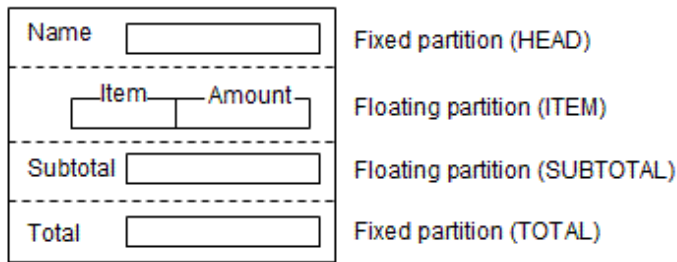 Name Fixed partition (HEAD)
Item Amount Floating partition (ITEM)
Subtotal Floating partition (SUBTOTAL)
Total Fixed partition (TOTAL)